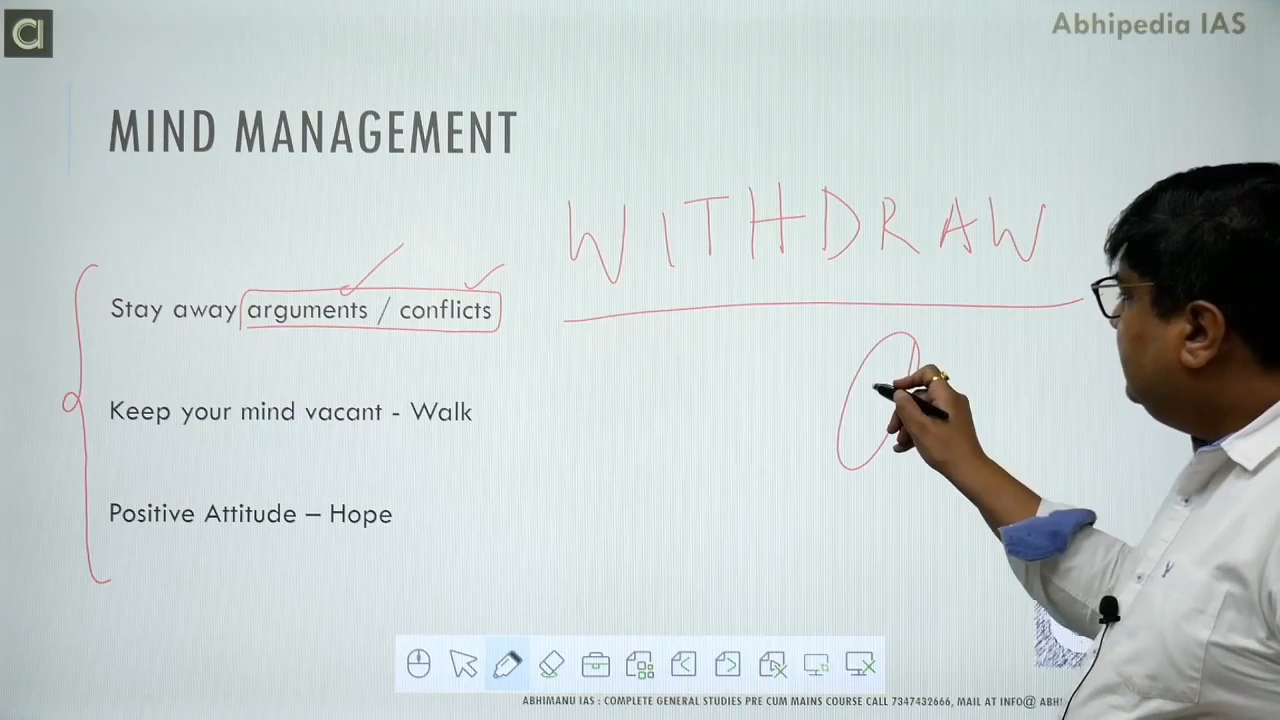 Abhipedia IAS
MIND MANAGEMENT
WITHDRAW
Stay away arguments / conflicts
Keep your mind vacant - Walk
Positive Attitude – Hope
ABHIMANU IAS : COMPLETE GENERAL STUDIES PRE CUM MAINS COURSE CALL 7347432666, MAIL AT INFO@ ABHI